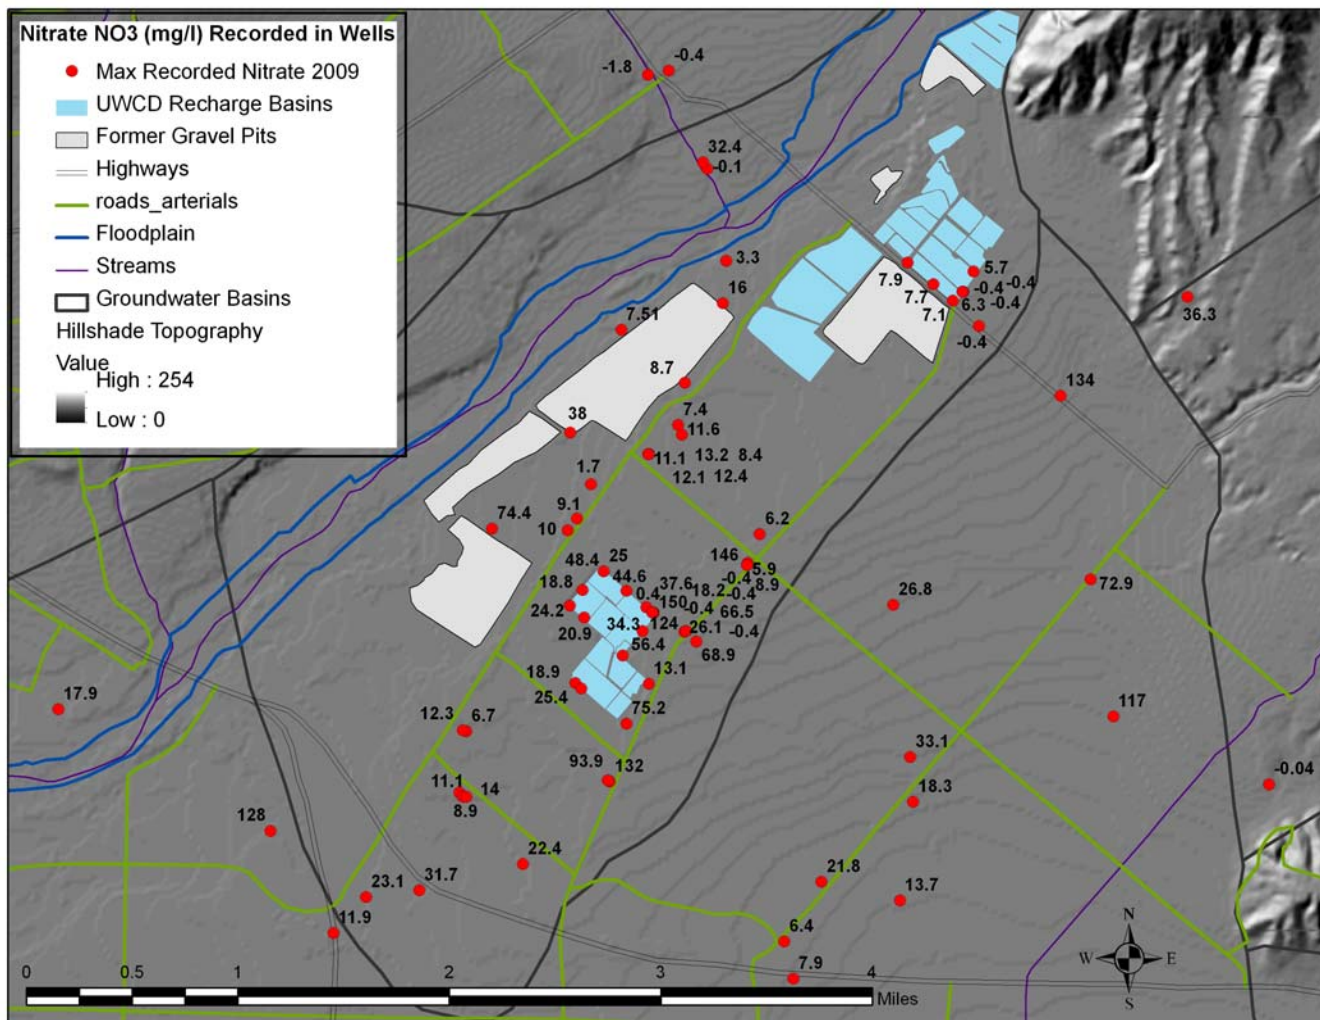 Nitrate NO3 (mg/l) Recorded in Wells
Max Recorded Nitrate 2009
UWCD Recharge Basins
Former Gravel Pits
Highways
roads_arterials
Floodplain
Streams
Groundwater Basins
Hillshade Topography
Value
High : 254
Low : 0
-1.8
-0.4
32.4
-0.1
3.3
16
7.51
8.7
38
7.4
11.6
11.1 13.2 8.4
12.1 12.4
1.7
9.1
10
74.4
7.9
7.7
7.1
5.7
-0.4 -0.4
6.3 -0.4
-0.4
36.3
134
6.2
146
5.9
-0.4 8.9
48.4 25
18.8 44.6 37.6 18.2 -0.4
24.2 0.4 150 -0.4 66.5
20.9 34.3 124 26.1 -0.4
56.4 68.9
18.9 13.1
25.4
75.2
26.8
72.9
117
33.1
18.3
-0.04
17.9
12.3 6.7
93.9 132
11.1 14
8.9
128
22.4
31.7
23.1
11.9
21.8
13.7
6.4
7.9
N
W E
S
0 0.5 1 2 3 4
Miles